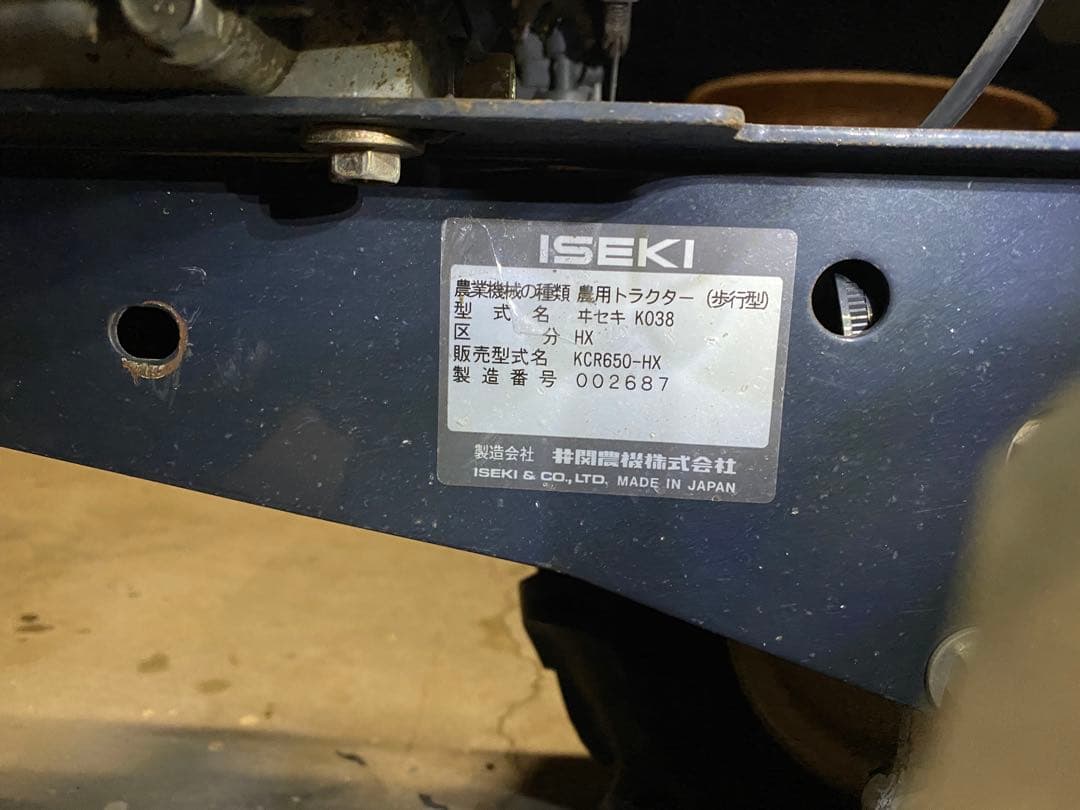 ISEKI
農業機械の種類 農用トラクター (歩行型)
型式名 ヰセキ K038
区分 HX
販売型式名 KCR650-HX
製造番号 002687
製造会社 井関農機株式会社
ISEKI & CO., LTD. MADE IN JAPAN